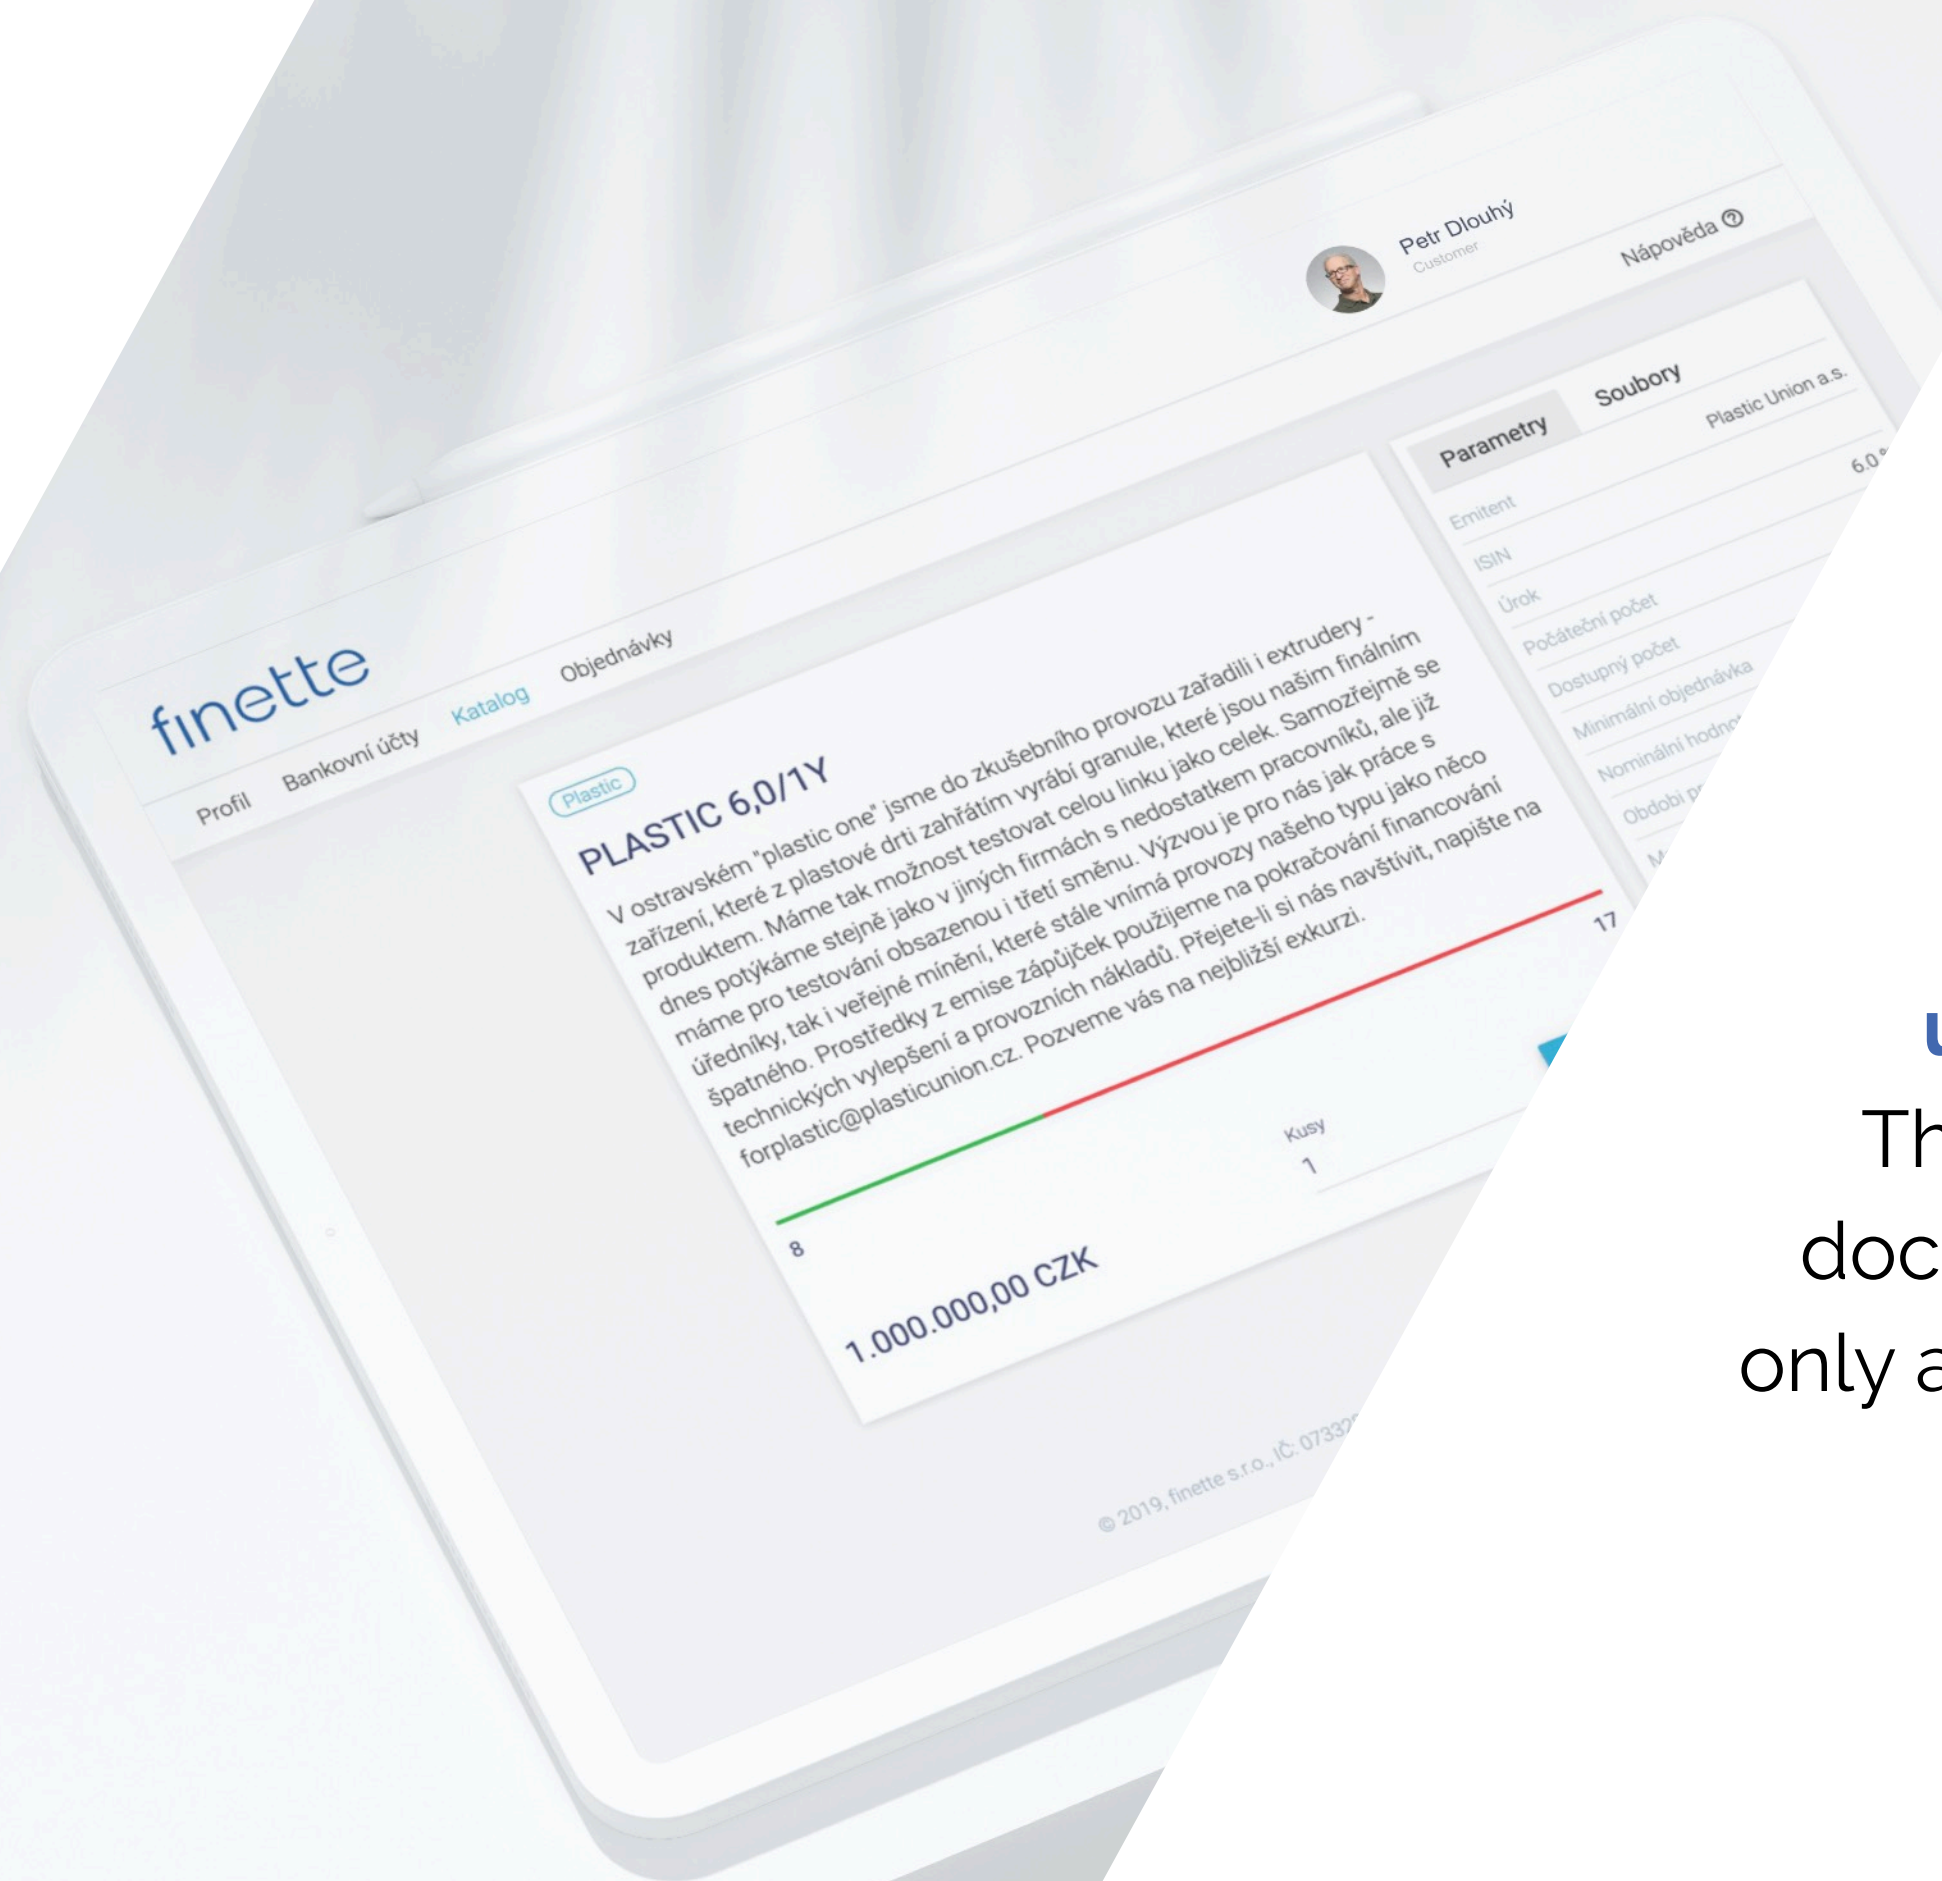 Petr Dlouhý
Customer
finette
Profil
Bankovní účty
Katalog
Objednávky
Nápověda
Plastic
PLASTIC 6,0/1Y
V ostravském "plastic one" jsme do zkušebního provozu zařadili i extrudery -
zařízení, které z plastové drti zahřátím vyrábí granule, které jsou našim finálním
produktem. Máme tak možnost testovat celou linku jako celek. Samozřejmě se
dnes potýkáme stejně jako v jiných firmách s nedostatkem pracovníků, ale již
máme pro testování obsazenou i třetí směnu. Výzvou je pro nás jak práce s
úředníky, tak i veřejné mínění, které stále vnímá provozy našeho typu jako něco
špatného. Prostředky z emise zápůjček použijeme na pokračování financování
technických vylepšení a provozních nákladů. Přejete-li si nás navštívit, napište na
forplastic@plasticunion.cz. Pozveme vás na nejbližší exkurzi.
8
17
1.000.000,00 CZK
Kusy
1
Parametry
Soubory
Emitent
Plastic Union a.s.
ISIN
Úrok
6.0
Počáteční počet
Dostupný počet
Minimální objednávka
Nominální
Období
© 2019, finette s.r.o., IČ:
Th
doc
only